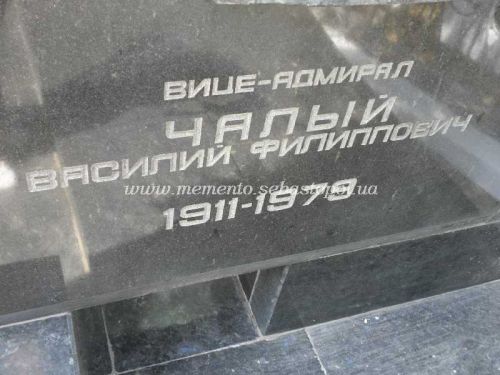 ВИЦЕ-АДМИРАЛ
ЧАЛЫЙ
ВАСИЛИЙ ФИЛИППОВИЧ
www.memento.sebastopol.ua
1911-1979